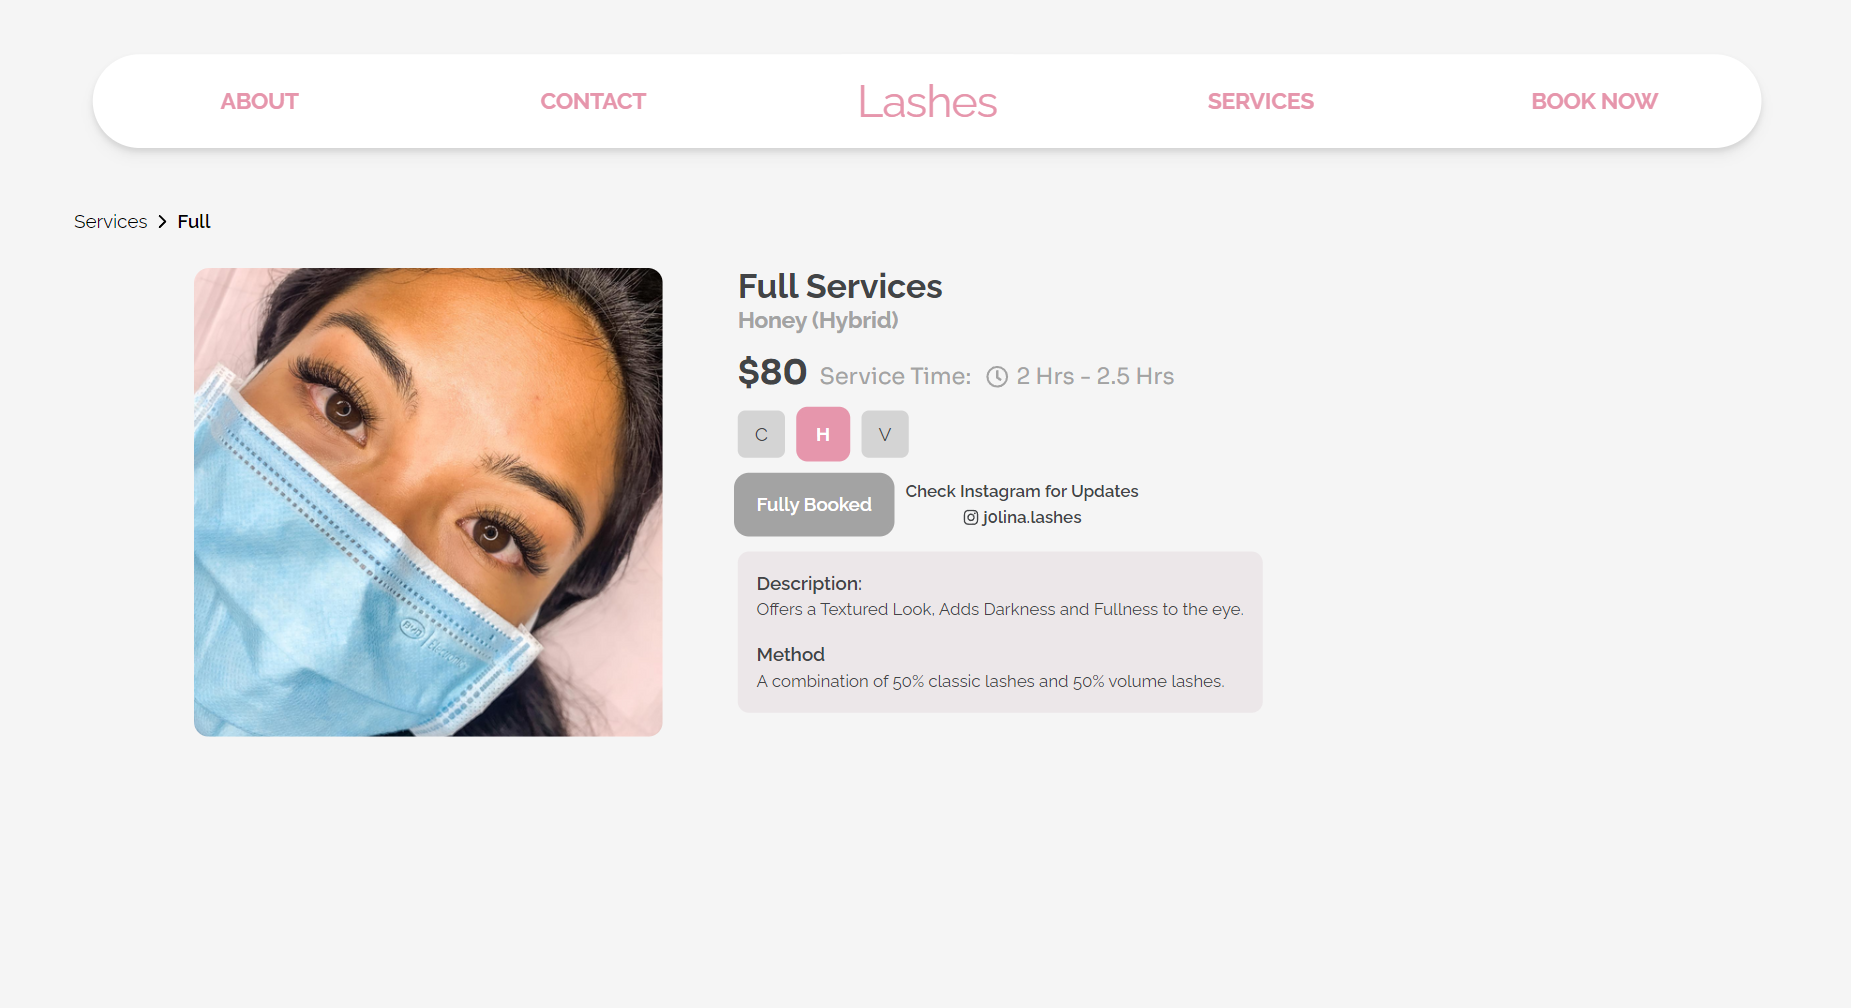 ABOUT
CONTACT
Lashes
SERVICES
BOOK NOW
Services > Full
Full Services
Honey (Hybrid)
$80 Service Time: 2 Hrs - 2.5 Hrs
C H V
Fully Booked
Check Instagram for Updates
j0lina.lashes
Description:
Offers a Textured Look, Adds Darkness and Fullness to the eye.
Method
A combination of 50% classic lashes and 50% volume lashes.